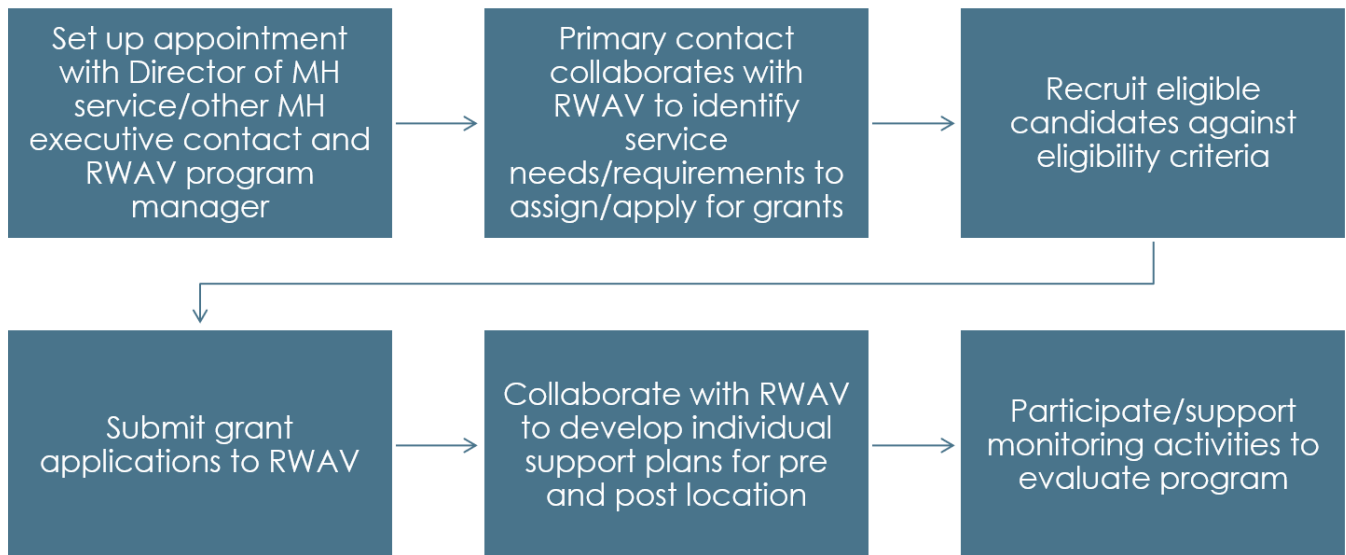 Set up appointment
with Director of MH
service/other MH
executive contact and
RWAV program
manager
Primary contact
collaborates with
RWAV to identify
service
needs/requirements to
assign/apply for grants
Recruit eligible
candidates against
eligibility criteria
Submit grant
applications to RWAV
Collaborate with RWAV
to develop individual
support plans for pre
and post location
Participate/support
monitoring activities to
evaluate program